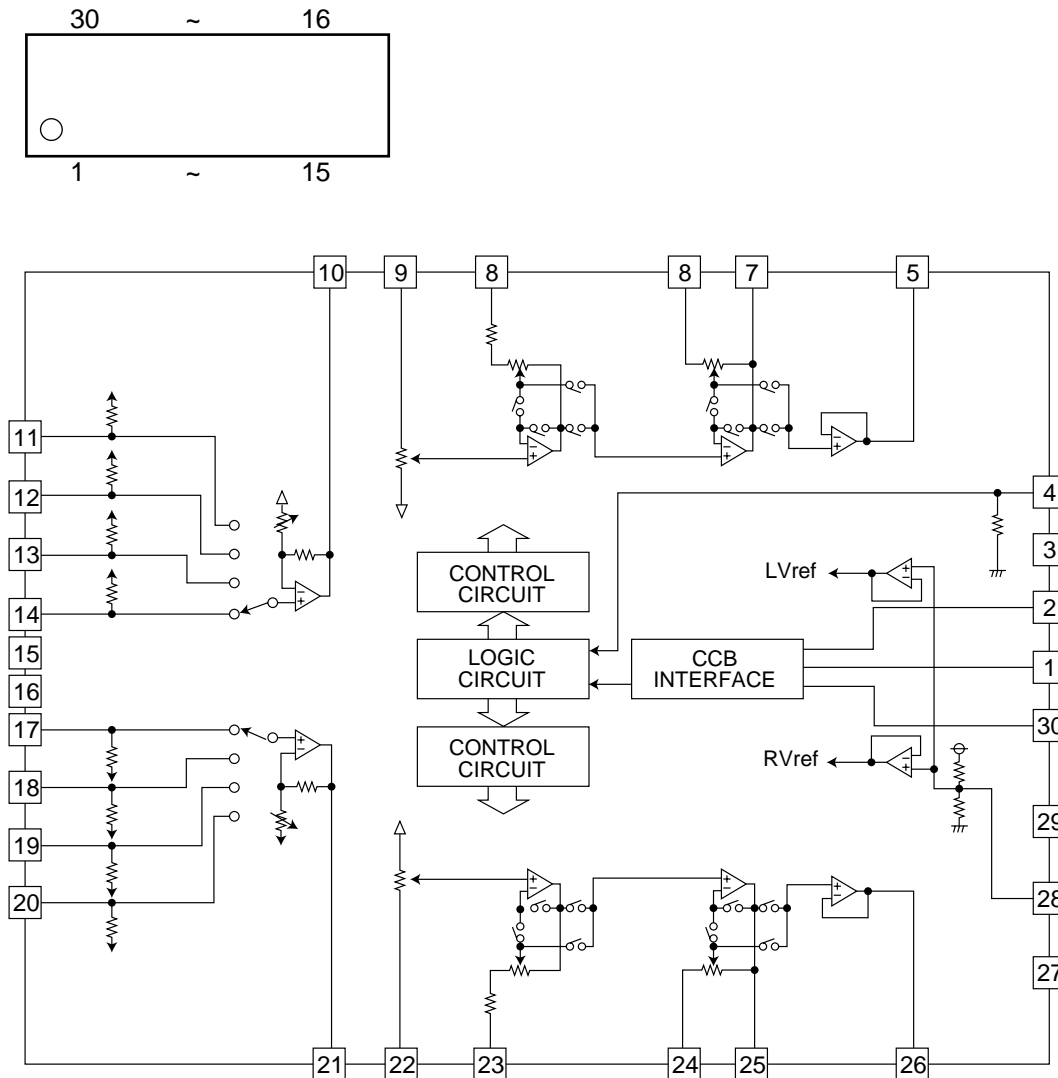 30 ~ 16
1 ~ 15
10 9 8 8 7 5
11
12
13
14
15
16
17
18
19
20
4
3
2
1
30
29
28
27
LVref
RVref
CONTROL
CIRCUIT
LOGIC
CIRCUIT
CCB
INTERFACE
CONTROL
CIRCUIT
21 22 23 24 25 26